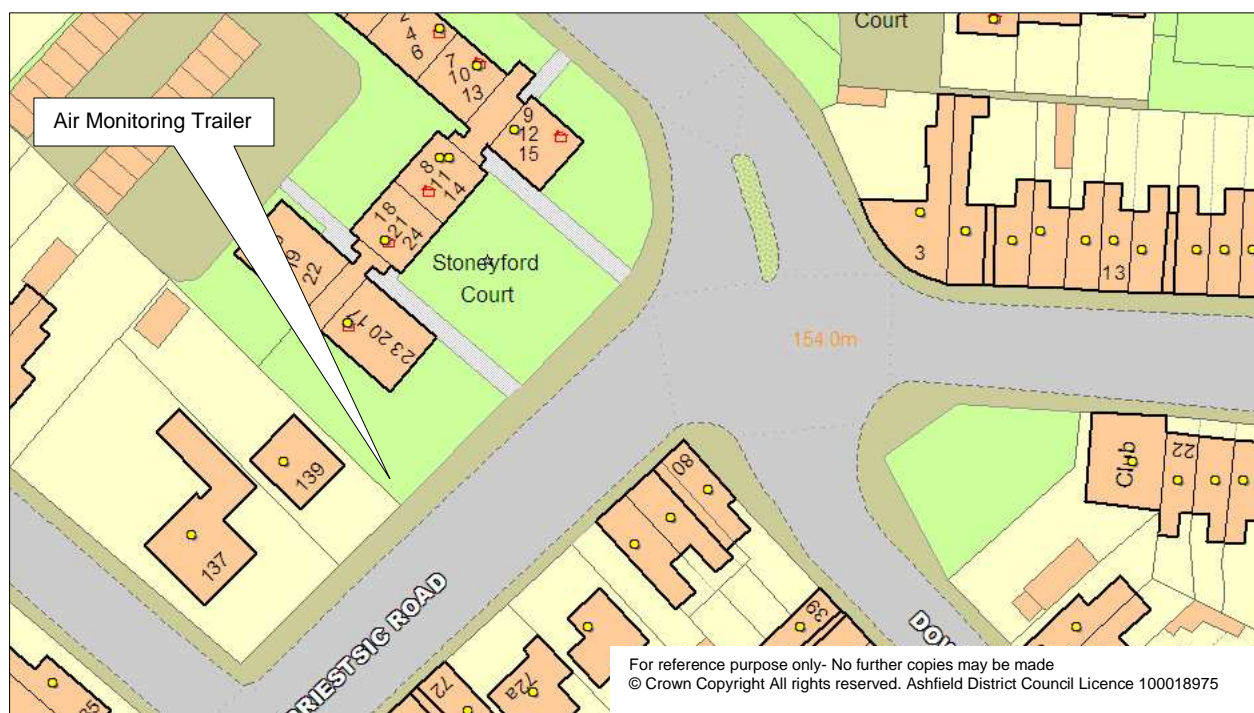 2
4
6
7
10
13
9
12
15
8
11
14
18
21
24
19
22
17
20
23
Court
Air Monitoring Trailer
Stoneyford
Court
3
13
154.0m
139
137
80
Club
22
PRIESTSIC ROAD
39
72
72a
For reference purpose only- No further copies may be made
© Crown Copyright All rights reserved. Ashfield District Council Licence 100018975